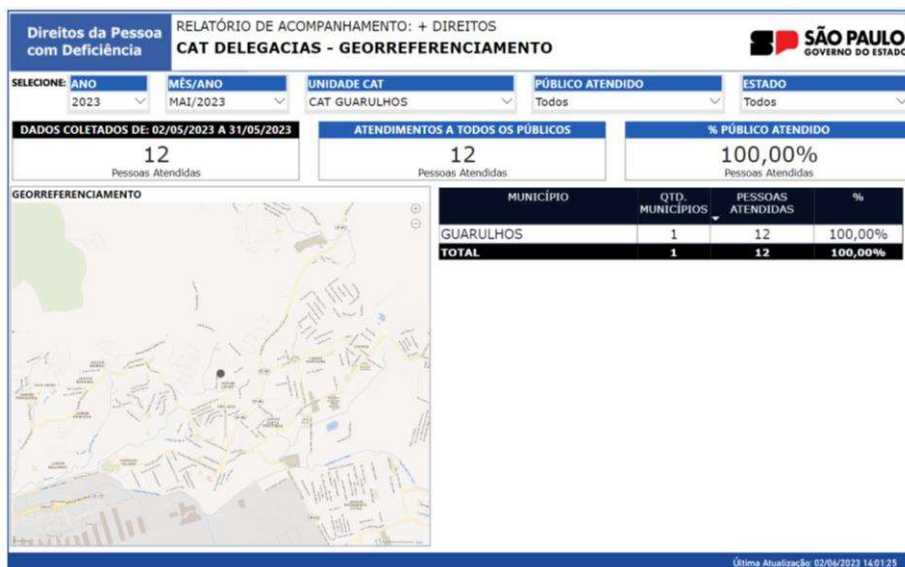 Direitos da Pessoa
com Deficiência
RELATÓRIO DE ACOMPANHAMENTO: + DIREITOS
CAT DELEGACIAS - GEORREFERENCIAMENTO
SÃO PAULO
GOVERNO DO ESTADO
SELECIONE: ANO MÊS/ANO UNIDADE CAT PÚBLICO ATENDIDO ESTADO
2023 MAI/2023 CAT GUARULHOS Todos Todos
DADOS COLETADOS DE: 02/05/2023 A 31/05/2023
12
Pessoas Atendidas
ATENDIMENTOS A TODOS OS PÚBLICOS
12
Pessoas Atendidas
% PÚBLICO ATENDIDO
100,00%
Pessoas Atendidas
GEORREFERENCIAMENTO
MUNICÍPIO QTD. MUNICÍPIOS PESSOAS ATENDIDAS %
GUARULHOS 1 12 100,00%
TOTAL 1 12 100,00%
Última Atualização: 02/06/2023 14:01:25